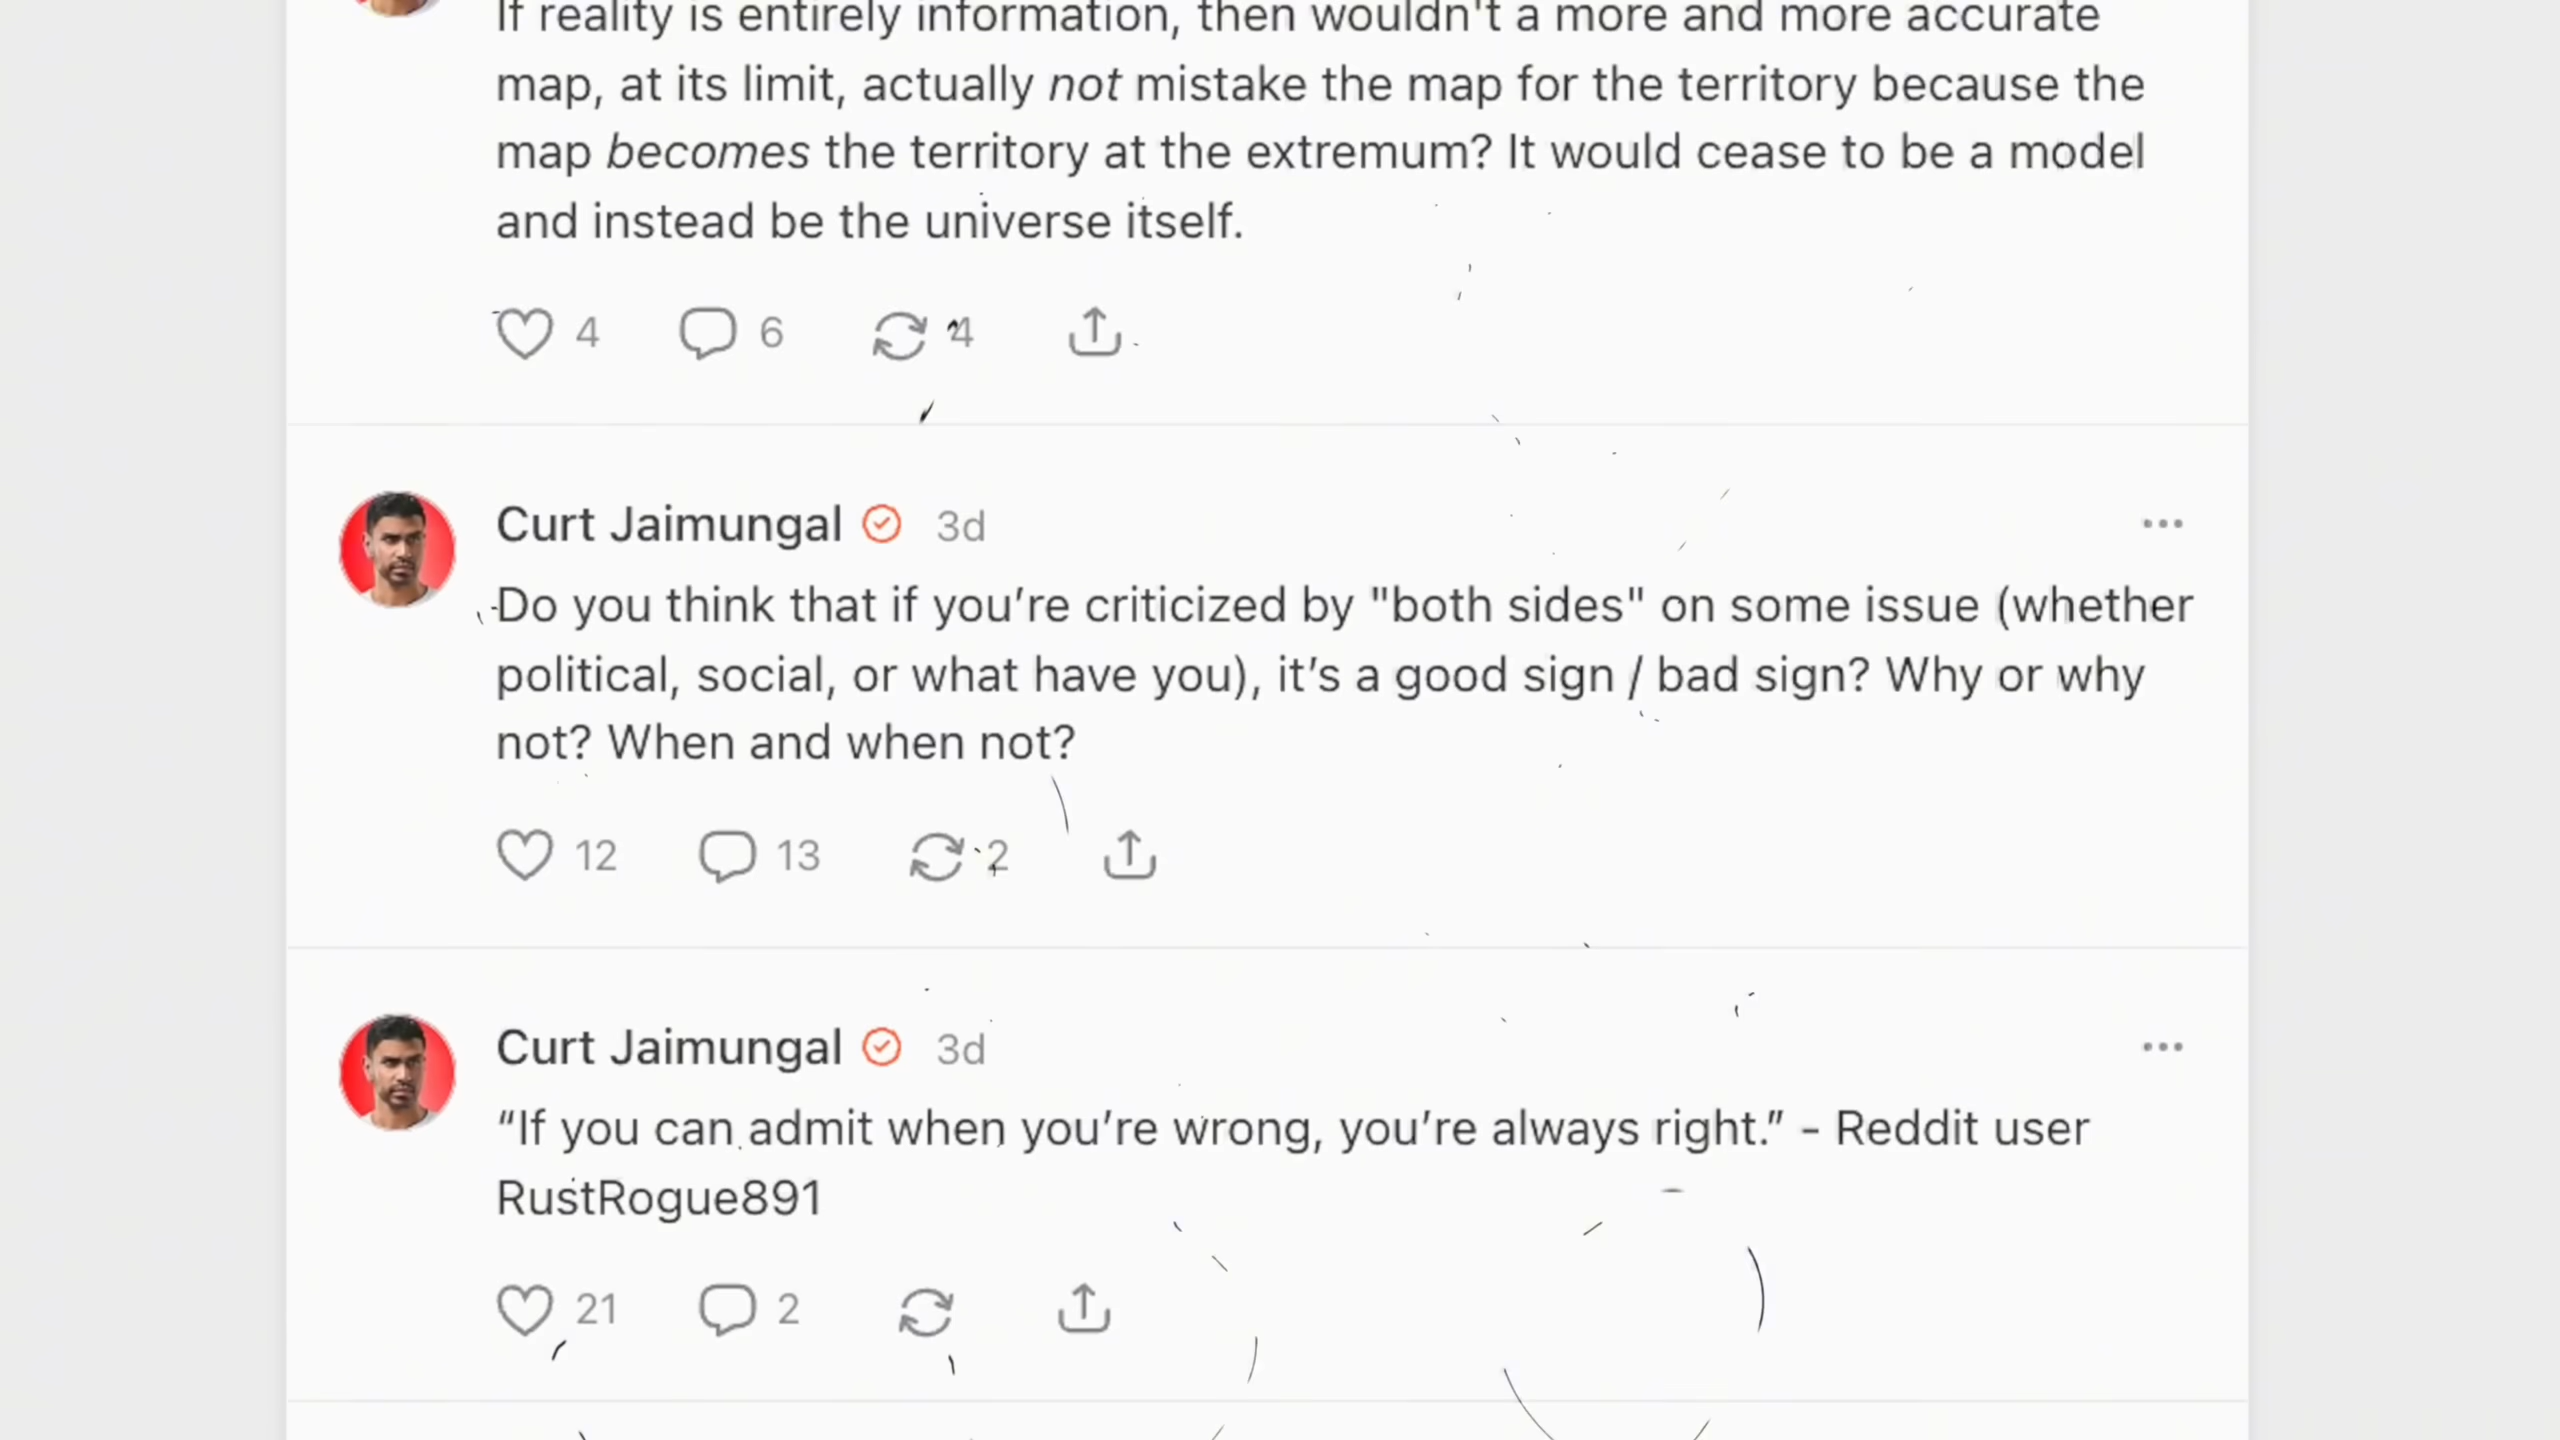 If reality is entirely information, then wouldn't a more and more accurate
map, at its limit, actually not mistake the map for the territory because the
map becomes the territory at the extremum? It would cease to be a model
and instead be the universe itself.
4 6 4
Curt Jaimungal 3d
Do you think that if you’re criticized by "both sides" on some issue (whether
political, social, or what have you), it’s a good sign / bad sign? Why or why
not? When and when not?
12 13 2
Curt Jaimungal 3d
“If you can admit when you’re wrong, you’re always right.” - Reddit user
RustRogue891
21 2